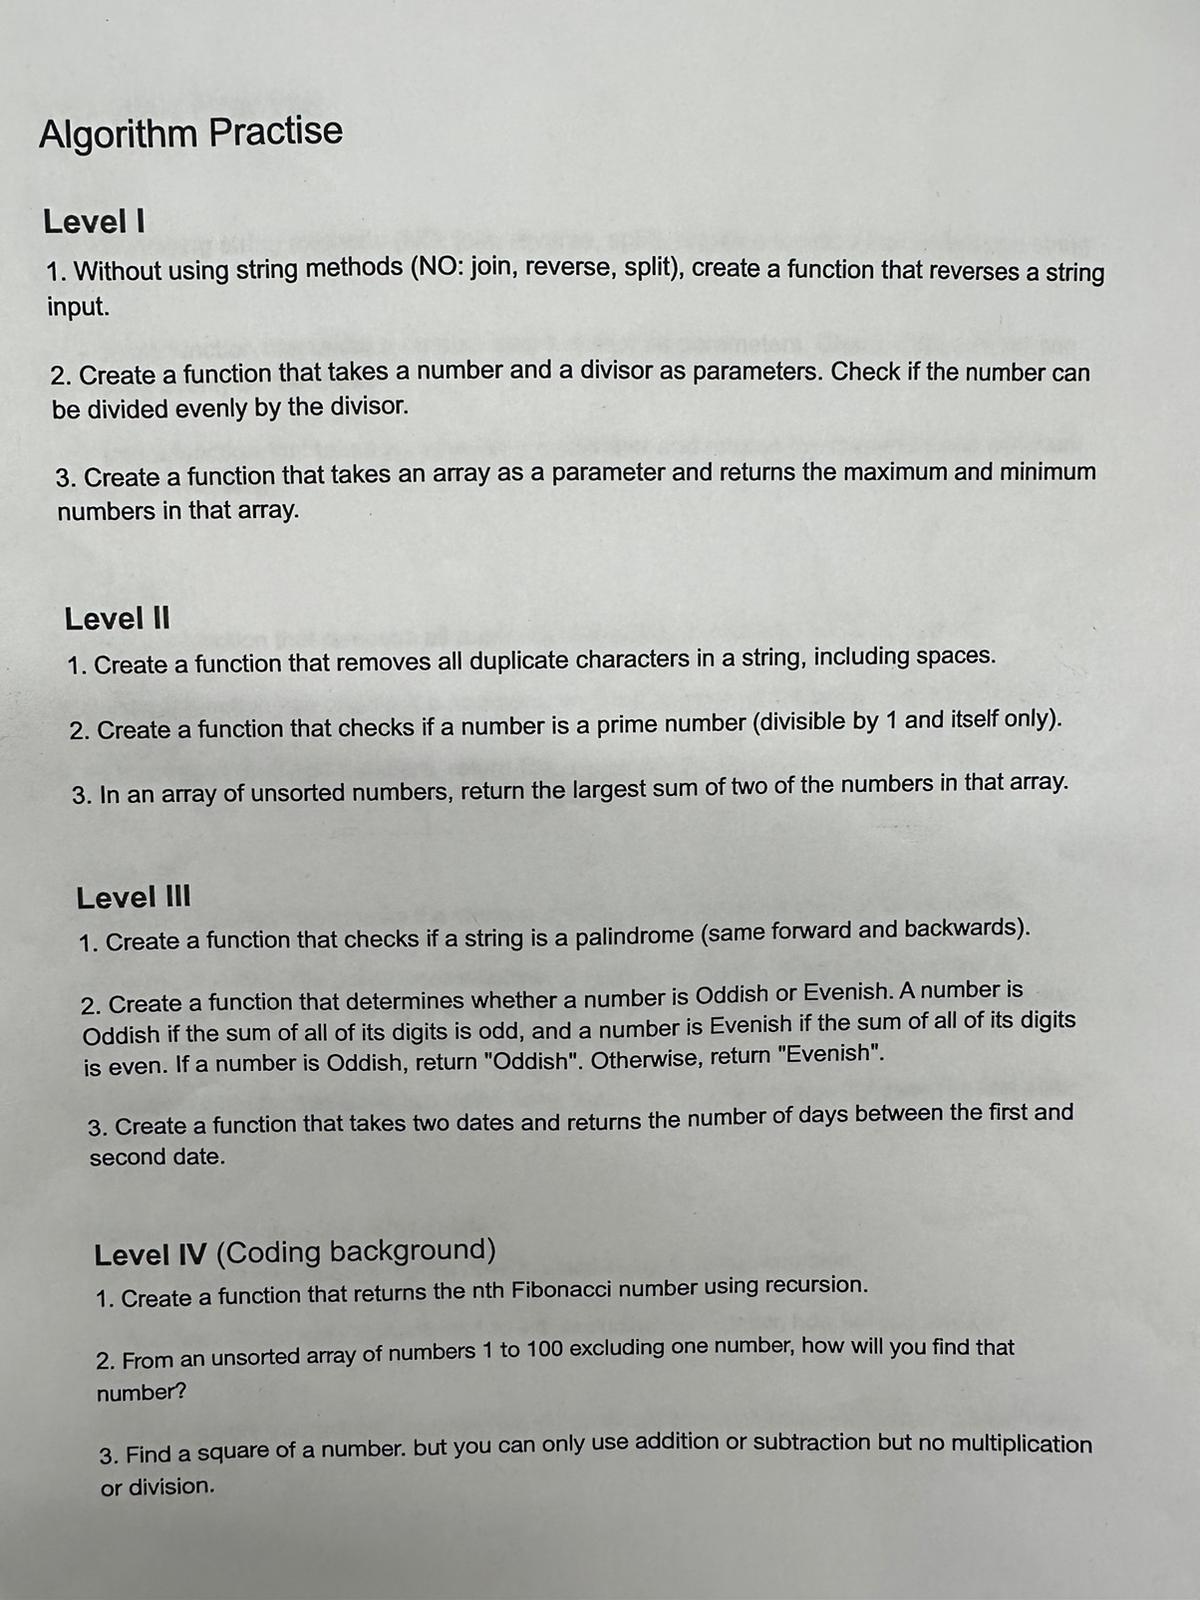 Algorithm Practise
Level I
1. Without using string methods (NO: join, reverse, split), create a function that reverses a string
input.
2. Create a function that takes a number and a divisor as parameters. Check if the number can
be divided evenly by the divisor.
3. Create a function that takes an array as a parameter and returns the maximum and minimum
numbers in that array.
Level II
1. Create a function that removes all duplicate characters in a string, including spaces.
2. Create a function that checks if a number is a prime number (divisible by 1 and itself only).
3. In an array of unsorted numbers, return the largest sum of two of the numbers in that array.
Level III
1. Create a function that checks if a string is a palindrome (same forward and backwards).
2. Create a function that determines whether a number is Oddish or Evenish. A number is
Oddish if the sum of all of its digits is odd, and a number is Evenish if the sum of all of its digits
is even. If a number is Oddish, return "Oddish". Otherwise, return "Evenish".
3. Create a function that takes two dates and returns the number of days between the first and
second date.
Level IV (Coding background)
1. Create a function that returns the nth Fibonacci number using recursion.
2. From an unsorted array of numbers 1 to 100 excluding one number, how will you find that
number?
3. Find a square of a number. but you can only use addition or subtraction but no multiplication
or division.